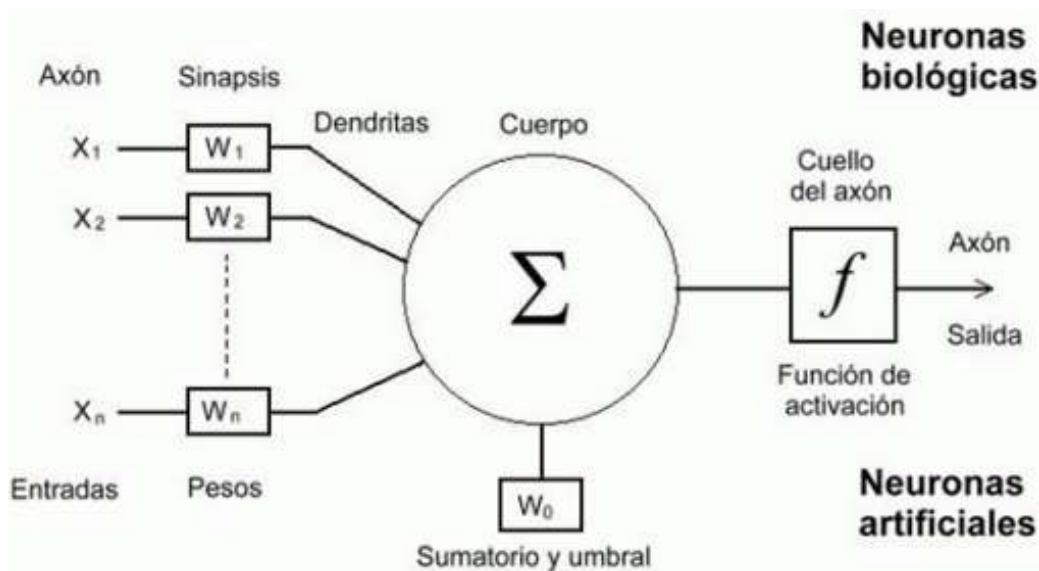 Neuronas
biológicas
Axón
Sinapsis
Dendritas
Cuerpo
Cuello
del axón
X1
W1
X2
W2
Σ
f
Axón
Salida
Función de
activación
Xn
Wn
Entradas
Pesos
W0
Sumatorio y umbral
Neuronas
artificiales